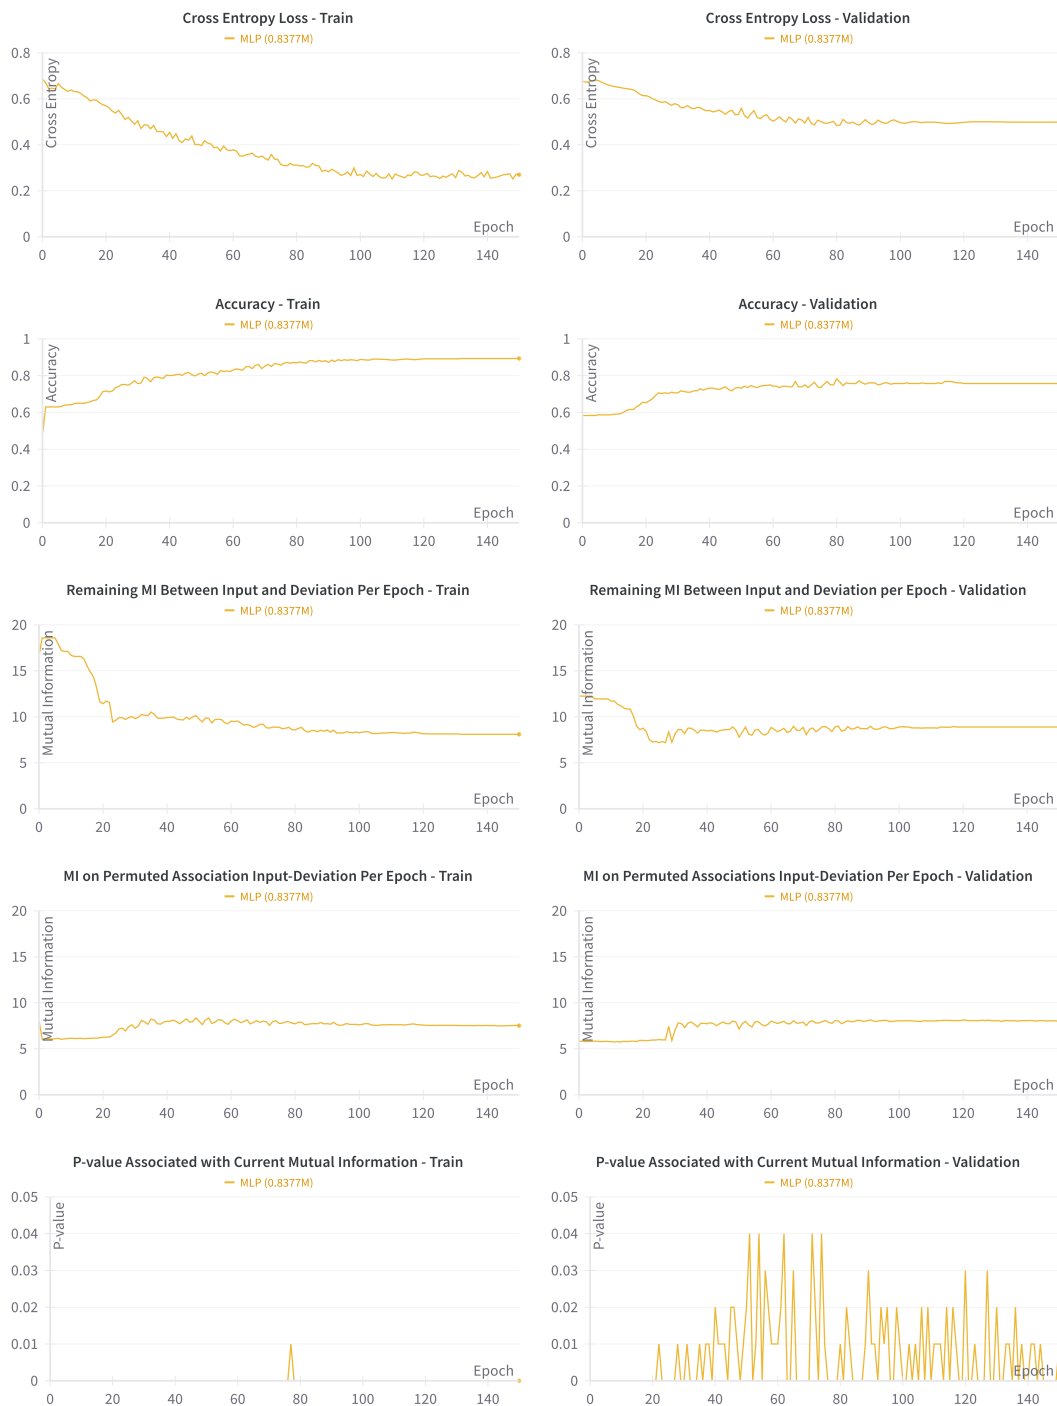 Cross Entropy Loss - Train
MLP (0.8377M)
Cross Entropy
0.8
0.6
0.4
0.2
0
Epoch
0 20 40 60 80 100 120 140
Cross Entropy Loss - Validation
MLP (0.8377M)
Cross Entropy
0.8
0.6
0.4
0.2
0
Epoch
0 20 40 60 80 100 120 140
Accuracy - Train
MLP (0.8377M)
Accuracy
1
0.8
0.6
0.4
0.2
0
Epoch
0 20 40 60 80 100 120 140
Accuracy - Validation
MLP (0.8377M)
Accuracy
1
0.8
0.6
0.4
0.2
0
Epoch
0 20 40 60 80 100 120 140
Remaining MI Between Input and Deviation Per Epoch - Train
MLP (0.8377M)
Mutual Information
20
15
10
5
0
Epoch
0 20 40 60 80 100 120 140
Remaining MI Between Input and Deviation per Epoch - Validation
MLP (0.8377M)
Mutual Information
20
15
10
5
0
Epoch
0 20 40 60 80 100 120 140
MI on Permuted Association Input-Deviation Per Epoch - Train
MLP (0.8377M)
Mutual Information
20
15
10
5
0
Epoch
0 20 40 60 80 100 120 140
MI on Permuted Associations Input-Deviation Per Epoch - Validation
MLP (0.8377M)
Mutual Information
20
15
10
5
0
Epoch
0 20 40 60 80 100 120 140
P-value Associated with Current Mutual Information - Train
MLP (0.8377M)
P-value
0.05
0.04
0.03
0.02
0.01
0
Epoch
0 20 40 60 80 100 120 140
P-value Associated with Current Mutual Information - Validation
MLP (0.8377M)
P-value
0.05
0.04
0.03
0.02
0.01
0
Epoch
0 20 40 60 80 100 120 140